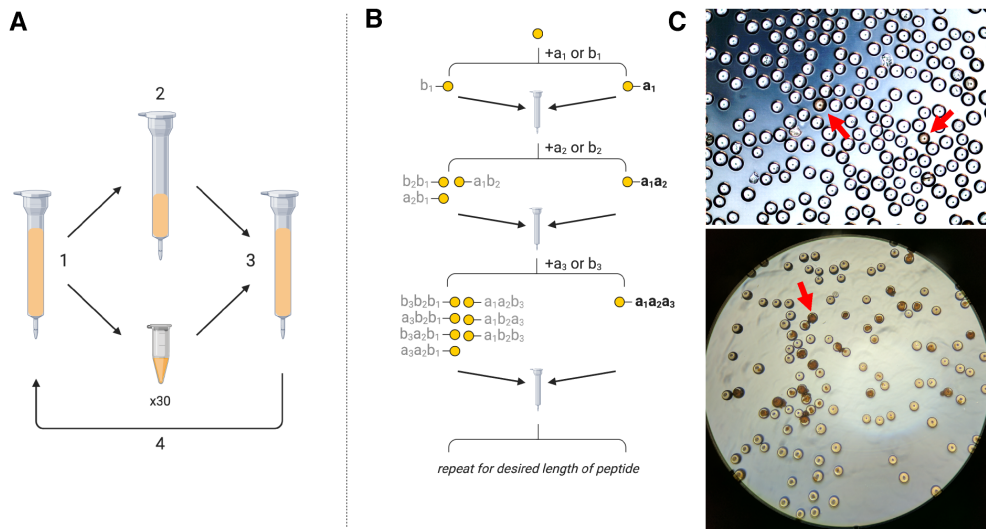 A
2
1
3
x30
4
B
+a₁ or b₁
b₁
a₁
+a₂ or b₂
b₂b₁
a₁b₂
a₁a₂
a₂b₁
+a₃ or b₃
b₃b₂b₁
a₁a₂b₃
a₁a₂a₃
a₃b₂b₁
a₁b₂a₃
b₃a₂b₁
a₁b₂b₃
a₃a₂b₁
repeat for desired length of peptide
C